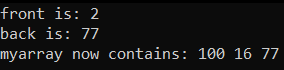 front is: 2
back is: 77
myarray now contains: 100 16 77